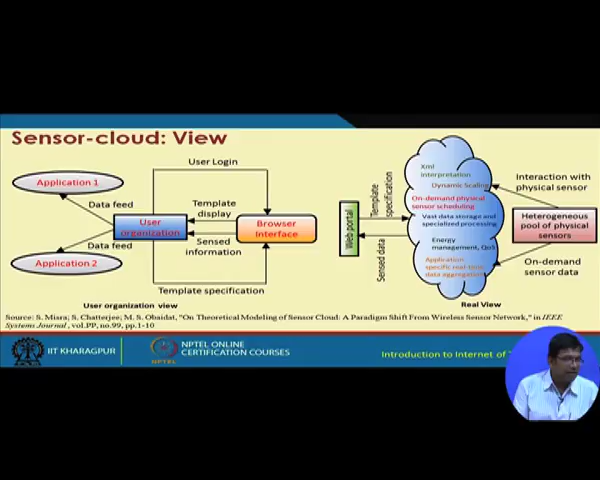 Sensor-cloud: View
User Login
Application 1
Data feed
Template
display
User
organization
Browser
Interface
Sensed
information
Data feed
Application 2
Template specification
User organization view
Web portal
Template
specification
Sensed data
Xml
Interpretation
Dynamic Scaling
On-demand physical
sensor scheduling
Vast data storage and
specialized processing
Energy
management, QoS
Application
specific real-time
data aggregation
Interaction with
physical sensor
Heterogeneous
pool of physical
sensors
On-demand
sensor data
Real View
Source: S. Misra; S. Chatterjee; M. S. Obaidat, "On Theoretical Modeling of Sensor Cloud: A Paradigm Shift From Wireless Sensor Network," in IEEE
Systems Journal , vol.PP, no.99, pp.1-10
IIT KHARAGPUR
NPTEL
NPTEL ONLINE
CERTIFICATION COURSES
Introduction to Internet of